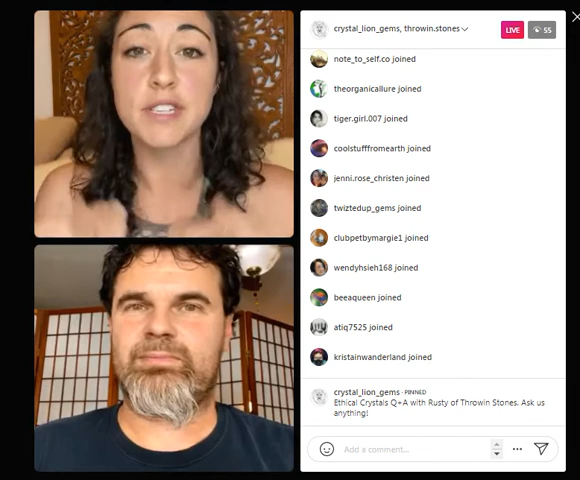 crystal_lion_gems, throwin.stones
LIVE
55
note_to_self.co joined
theorganicallure joined
tiger.girl.007 joined
coolstufffromearth joined
jenni.rose_christen joined
twiztedup_gems joined
clubpetbymargie1 joined
wendyhsieh168 joined
beeaqueen joined
atiq7525 joined
kristainwanderland joined
crystal_lion_gems · PINNED
Ethical Crystals Q+A with Rusty of Throwin Stones. Ask us
anything!
Add a comment...